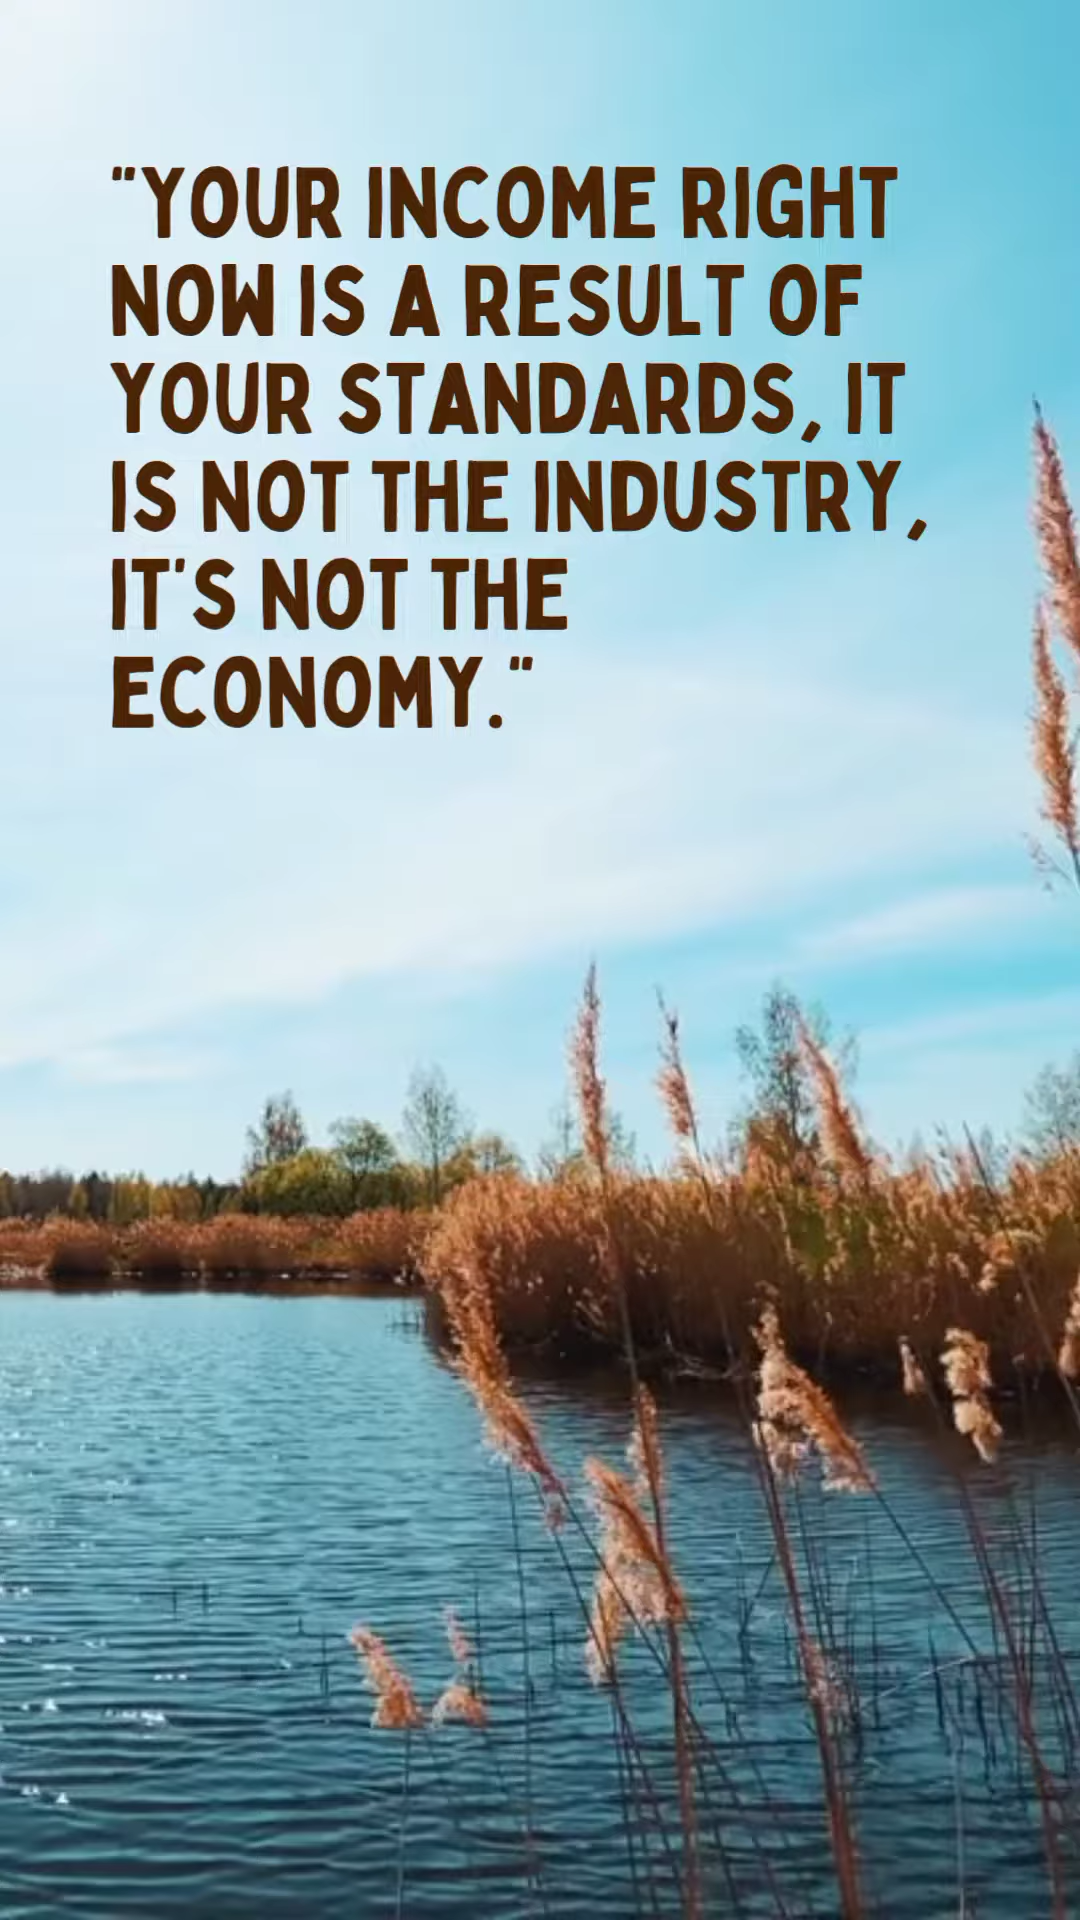 "YOUR INCOME RIGHT
NOW IS A RESULT OF
YOUR STANDARDS, IT
IS NOT THE INDUSTRY,
IT'S NOT THE
ECONOMY."